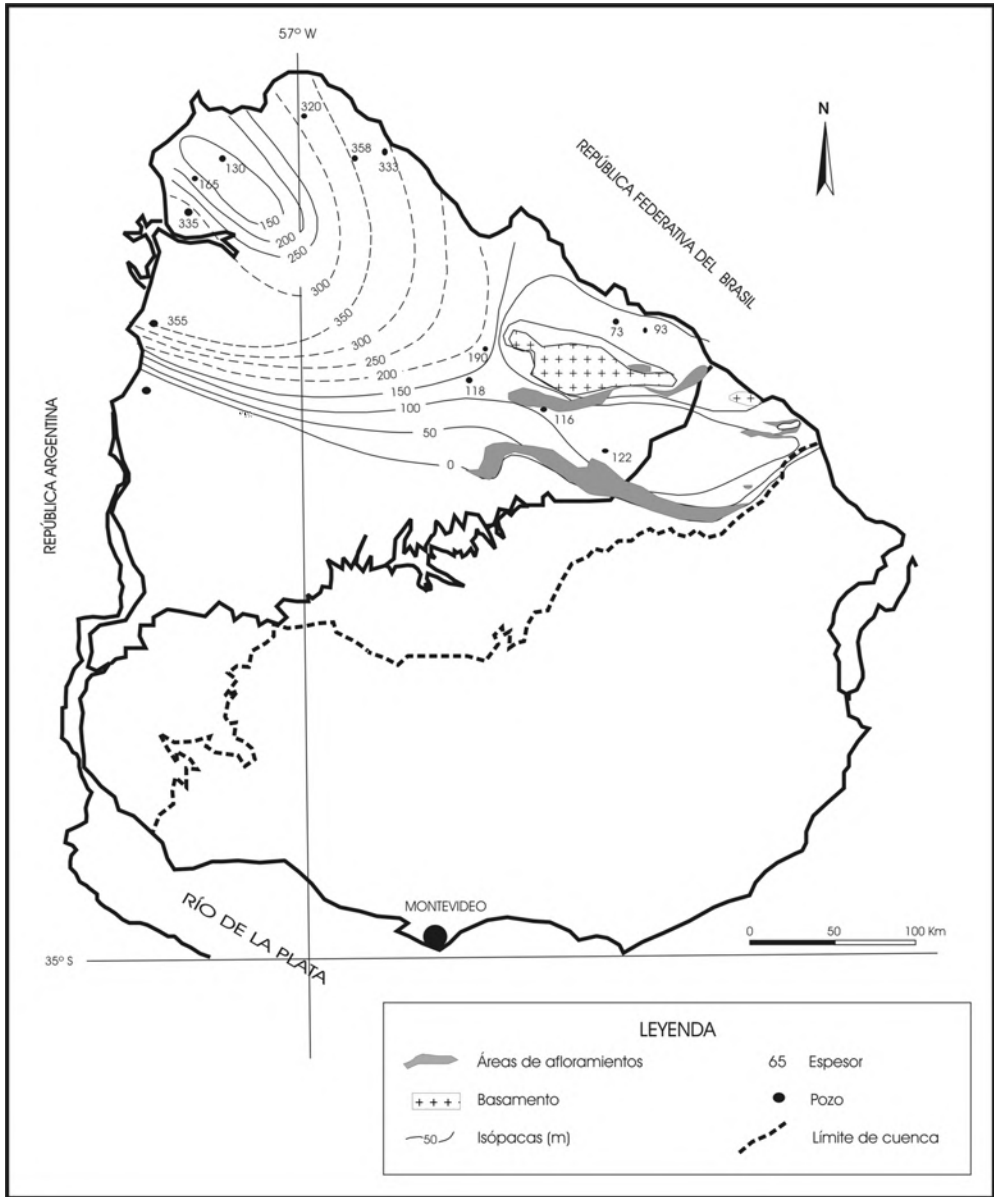 57º W
N
320
358
333
130
165
335
REPÚBLICA FEDERATIVA DEL BRASIL
150
200
250
300
350
300
250
200
150
100
50
0
355
190
118
116
122
73
93
REPÚBLICA ARGENTINA
MONTEVIDEO
RÍO DE LA PLATA
35º S
0 50 100 Km
LEYENDA
Áreas de afloramientos
65 Espesor
Basamento
Pozo
50 Isópacas (m)
Límite de cuenca